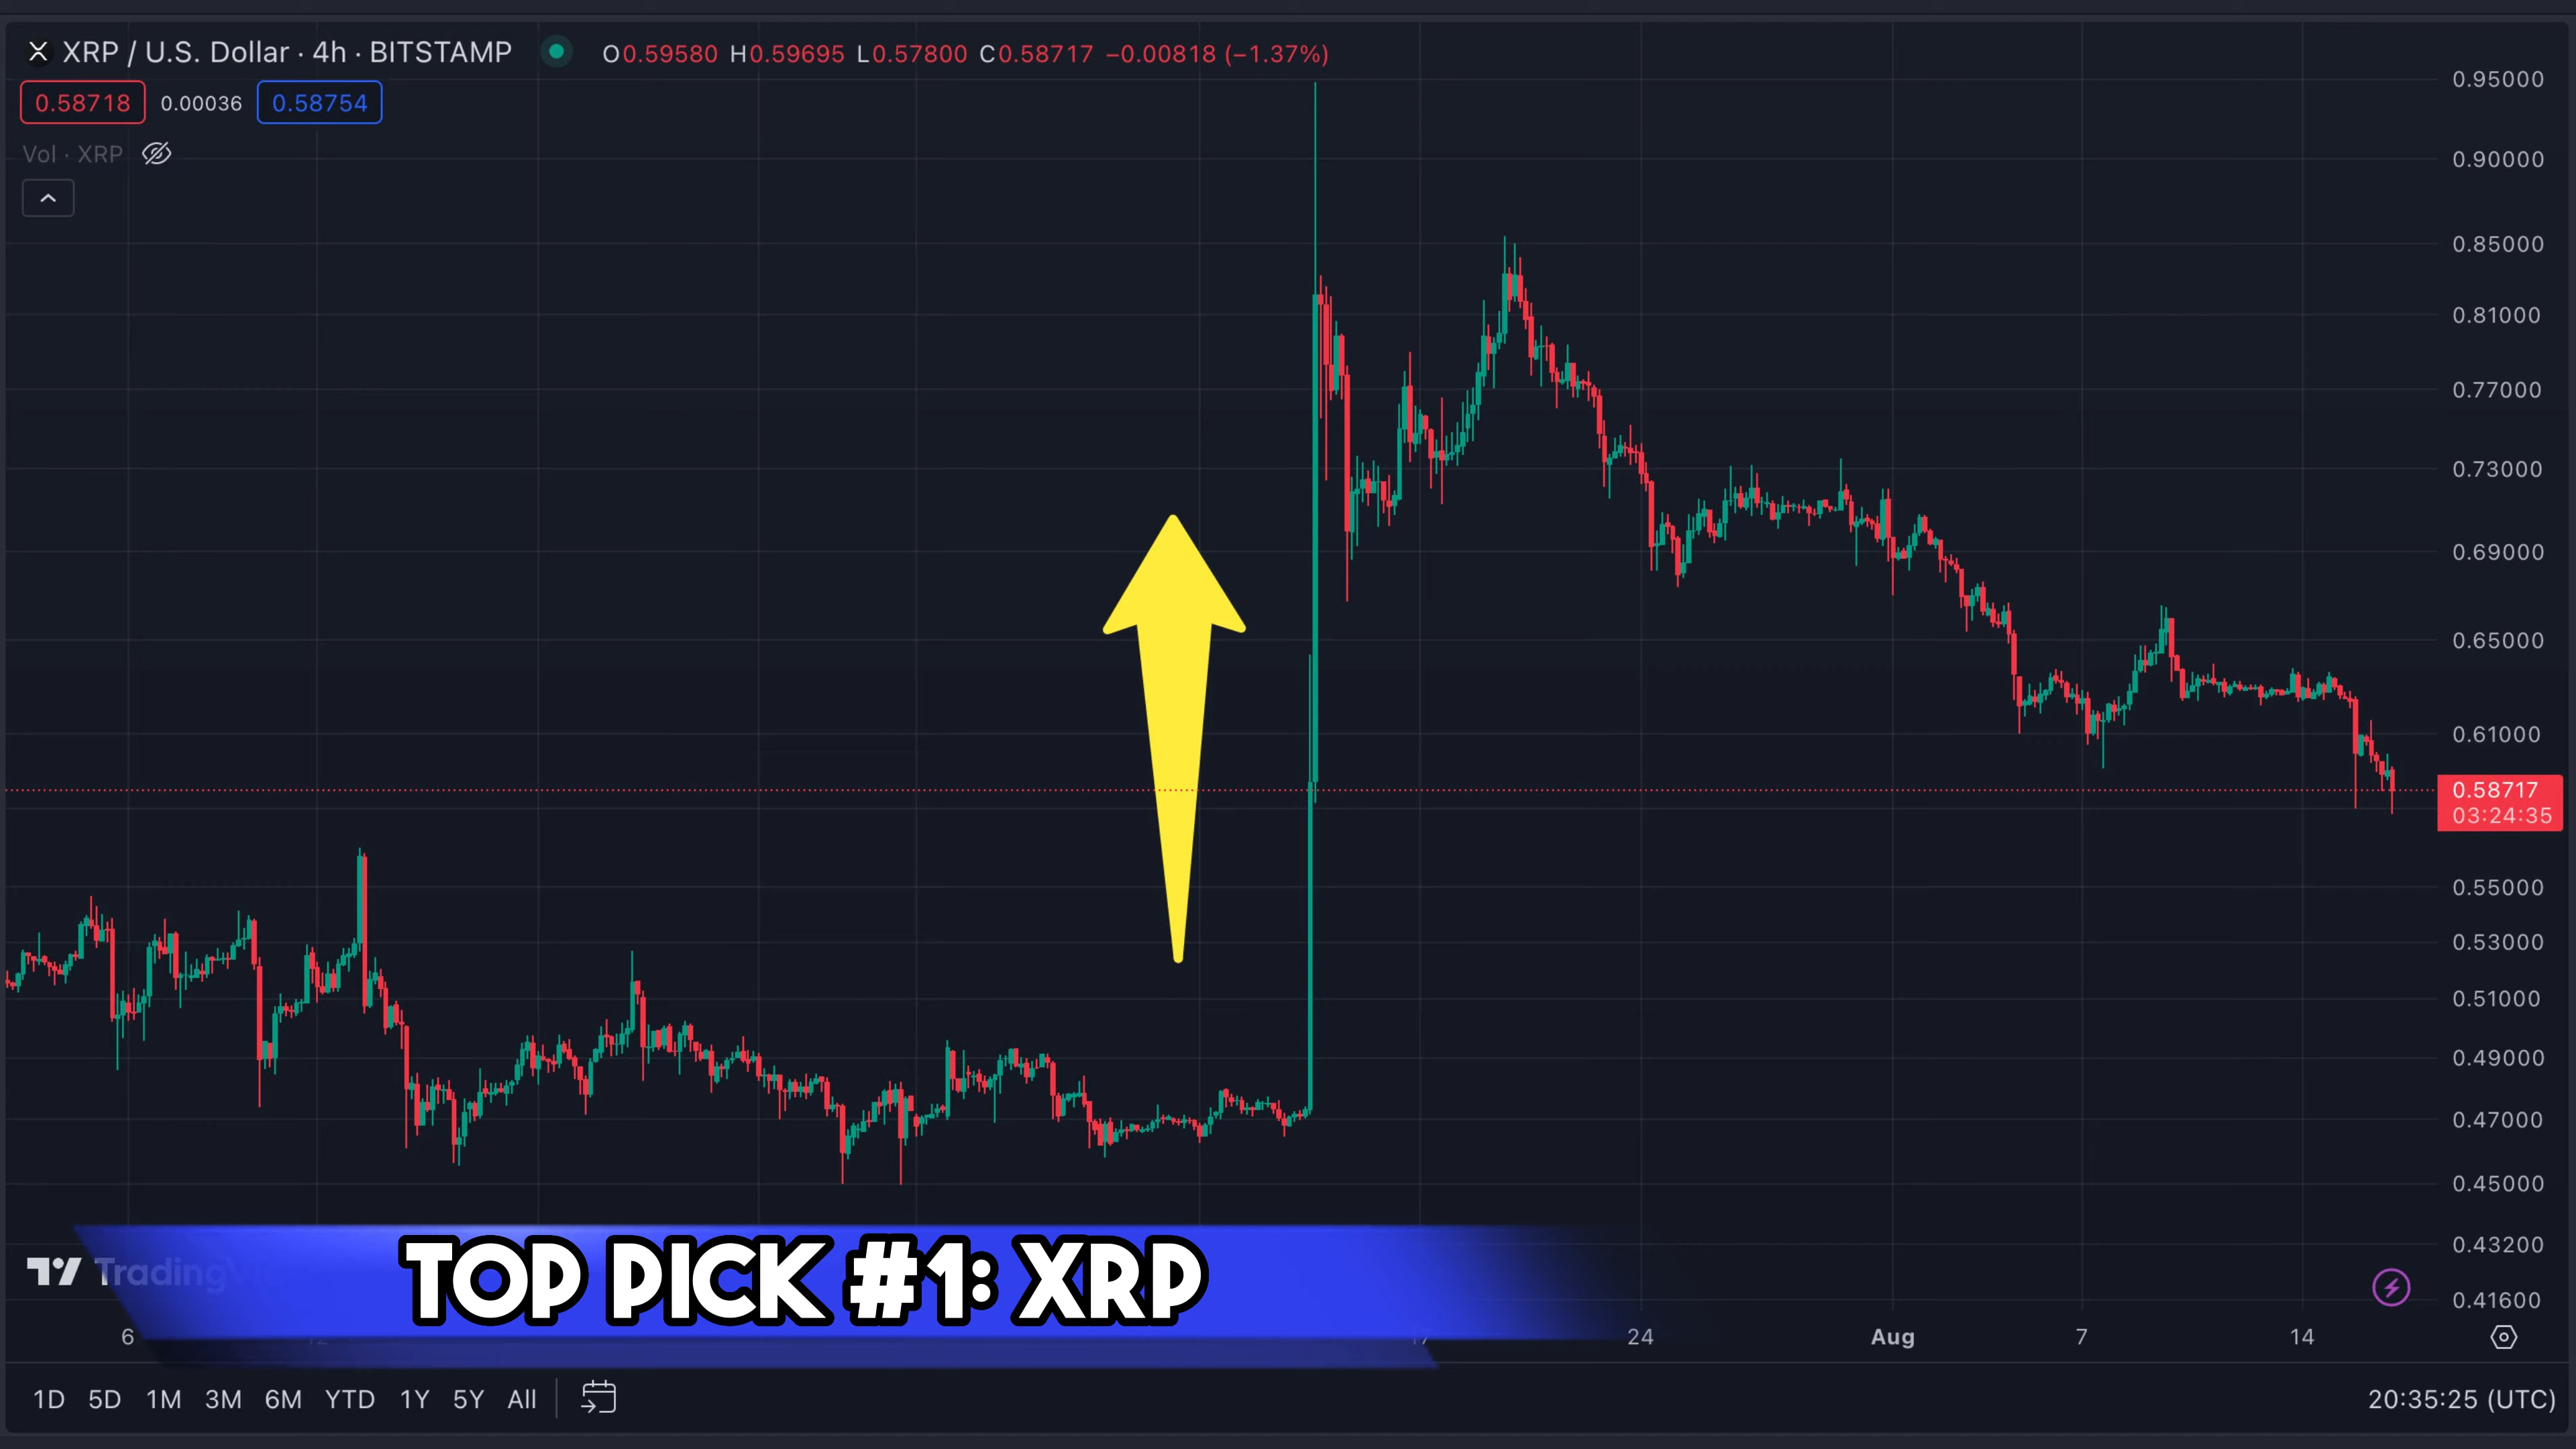 XRP / U.S. Dollar · 4h · BITSTAMP O0.59580 H0.59695 L0.57800 C0.58717 −0.00818 (−1.37%)
0.58718 0.00036 0.58754
Vol · XRP
0.95000
0.90000
0.85000
0.81000
0.77000
0.73000
0.69000
0.65000
0.61000
0.58717
03:24:35
0.55000
0.53000
0.51000
0.49000
0.47000
0.45000
0.43200
0.41600
TradingV
TOP PICK #1: XRP
6 12 17 24 Aug 7 14
1D 5D 1M 3M 6M YTD 1Y 5Y All 20:35:25 (UTC)